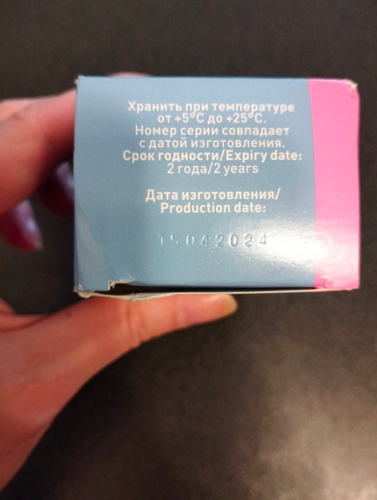 Хранить при температуре
от +5°С до +25°С.
Номер серии совпадает
с датой изготовления.
Срок годности/Expiry date:
2 года/2 years
Дата изготовления/
Production date:
15042024